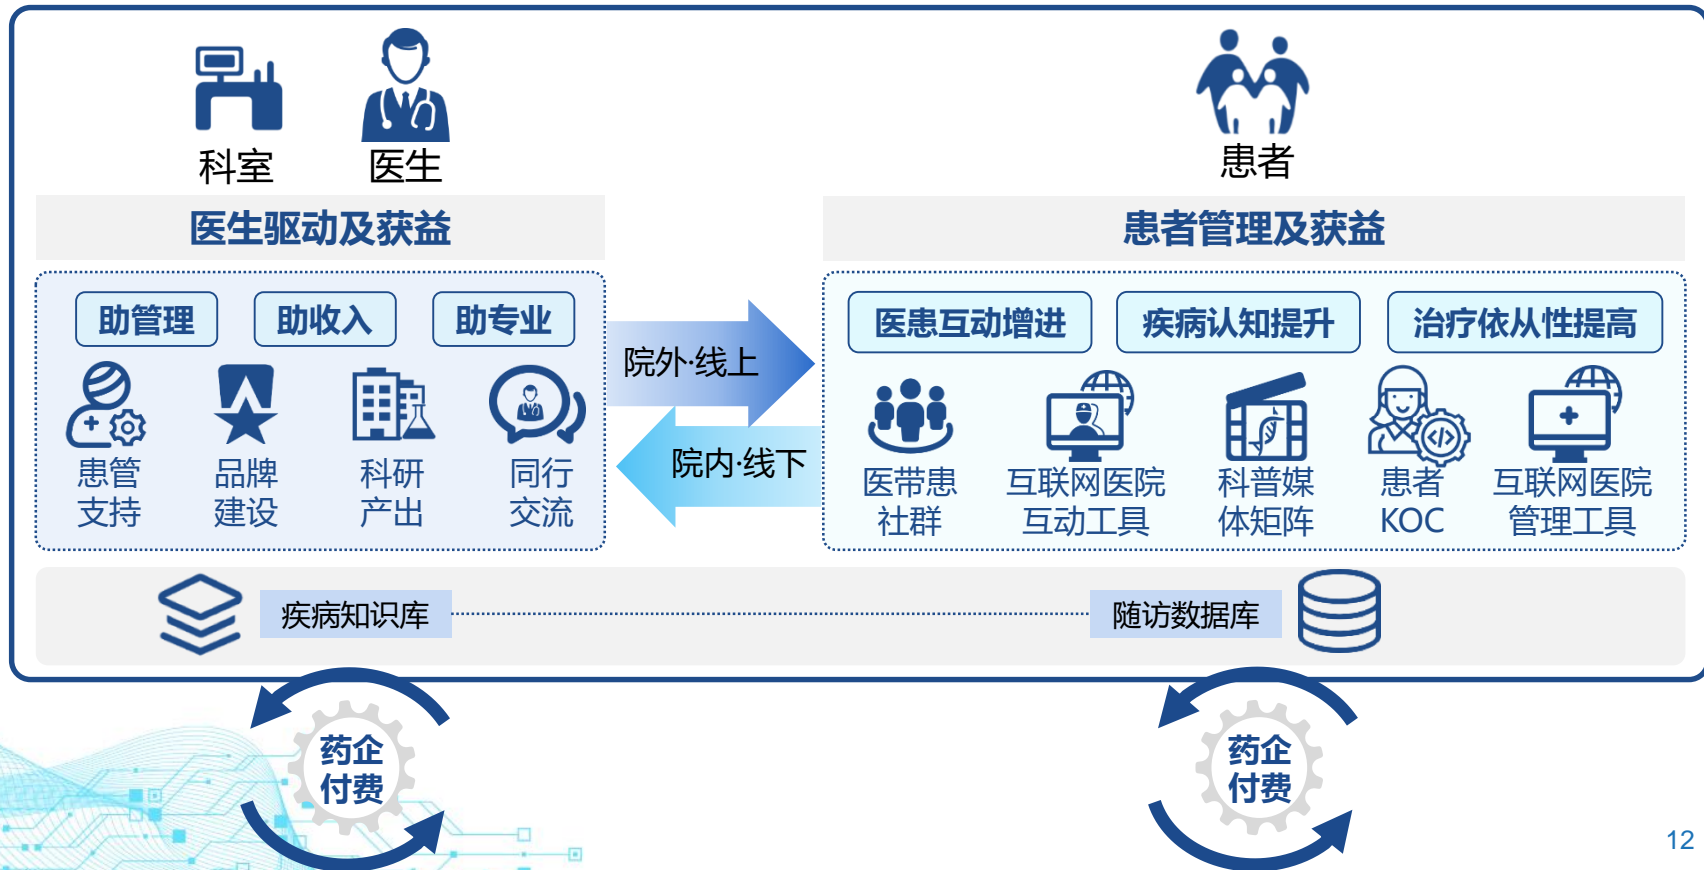 科室
医生
患者
医生驱动及获益
患者管理及获益
助管理
助收入
助专业
患管
支持
品牌
建设
科研
产出
同行
交流
院外·线上
院内·线下
医患互动增进
疾病认知提升
治疗依从性提高
医带患
社群
互联网医院
互动工具
科普媒
体矩阵
患者
KOC
互联网医院
管理工具
疾病知识库
随访数据库
药企
付费
药企
付费
12